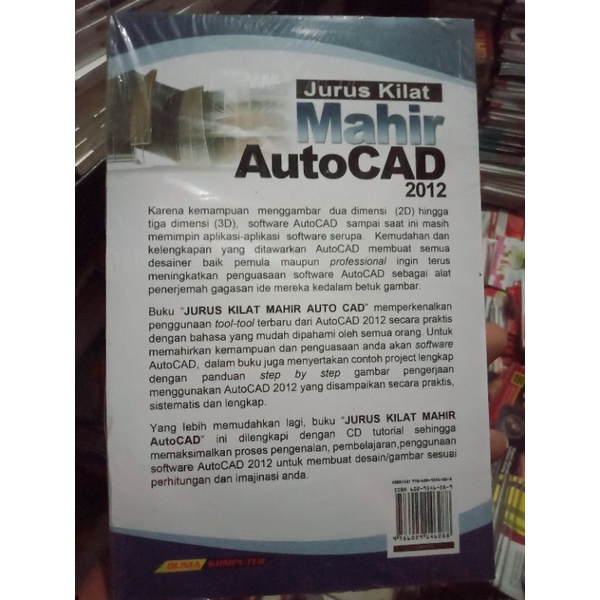 Jurus Kilat
Mahir
AutoCAD
2012
Karena kemampuan menggambar dua dimensi (2D) hingga
tiga dimensi (3D), software AutoCAD sampai saat ini masih
memimpin aplikasi-aplikasi software serupa. Kemudahan dan
kelengkapan yang ditawarkan AutoCAD membuat semua
desainer baik pemula maupun professional ingin terus
meningkatkan penguasaan software AutoCAD sebagai alat
penerjemah gagasan ide mereka kedalam betuk gambar.
Buku "JURUS KILAT MAHIR AUTO CAD" memperkenalkan
penggunaan tool-tool terbaru dari AutoCAD 2012 secara praktis
dengan bahasa yang mudah dipahami oleh semua orang. Untuk
memahirkan kemampuan dan penguasaan anda akan software
AutoCAD, dalam buku juga menyertakan contoh project lengkap
dengan panduan step by step gambar pengerjaan
menggunakan AutoCAD 2012 yang disampaikan secara praktis,
sistematis dan lengkap.
Yang lebih memudahkan lagi, buku "JURUS KILAT MAHIR
AutoCAD" ini dilengkapi dengan CD tutorial sehingga
memaksimalkan proses pengenalan, pembelajaran,penggunaan
software AutoCAD 2012 untuk membuat desain/gambar sesuai
perhitungan dan imajinasi anda.
DUNIA KOMPUTER